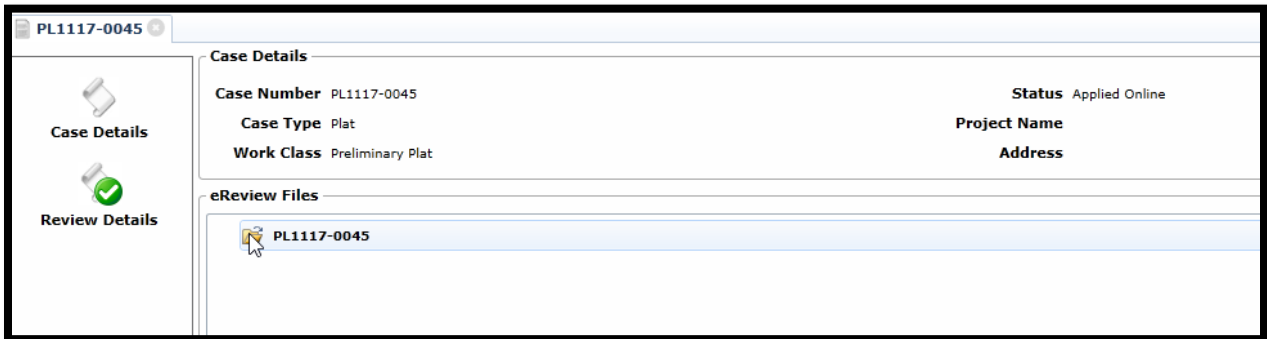 PL1117-0045
Case Details
Review Details
Case Details
Case Number PL1117-0045
Case Type Plat
Work Class Preliminary Plat
Status Applied Online
Project Name
Address
eReview Files
PL1117-0045